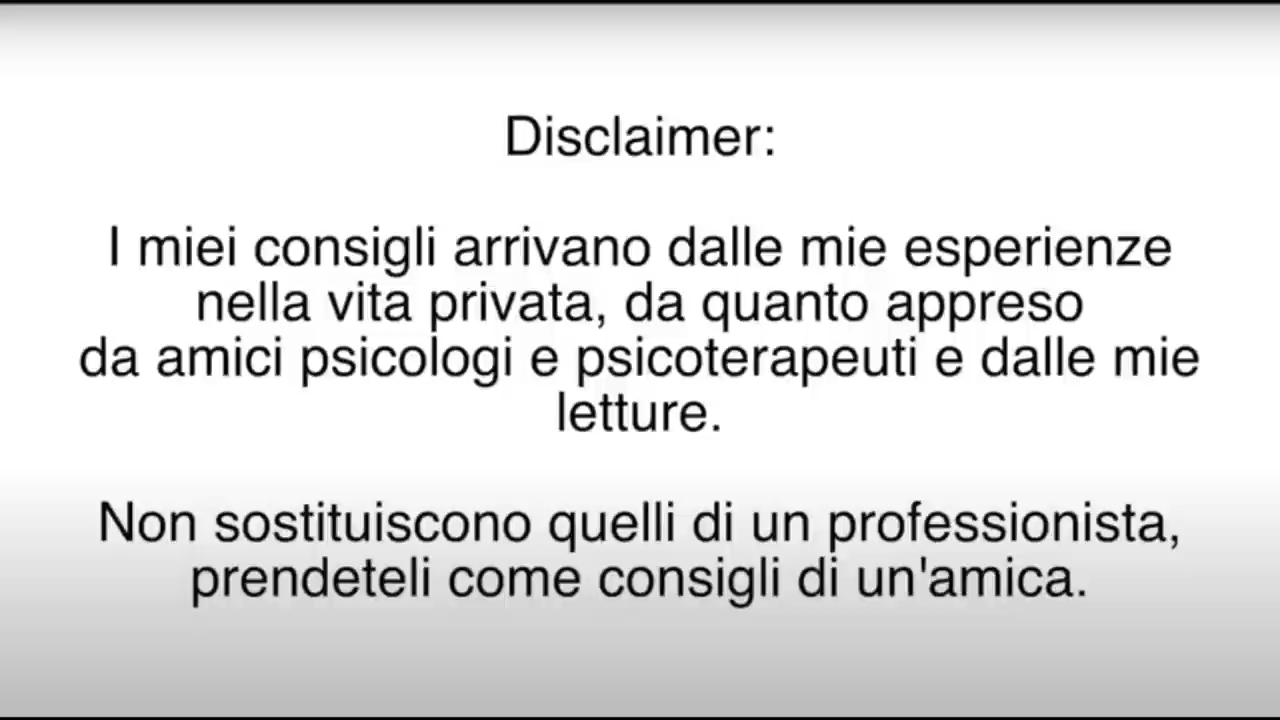 Disclaimer:
I miei consigli arrivano dalle mie esperienze
nella vita privata, da quanto appreso
da amici psicologi e psicoterapeuti e dalle mie
letture.
Non sostituiscono quelli di un professionista,
prendeteli come consigli di un'amica.